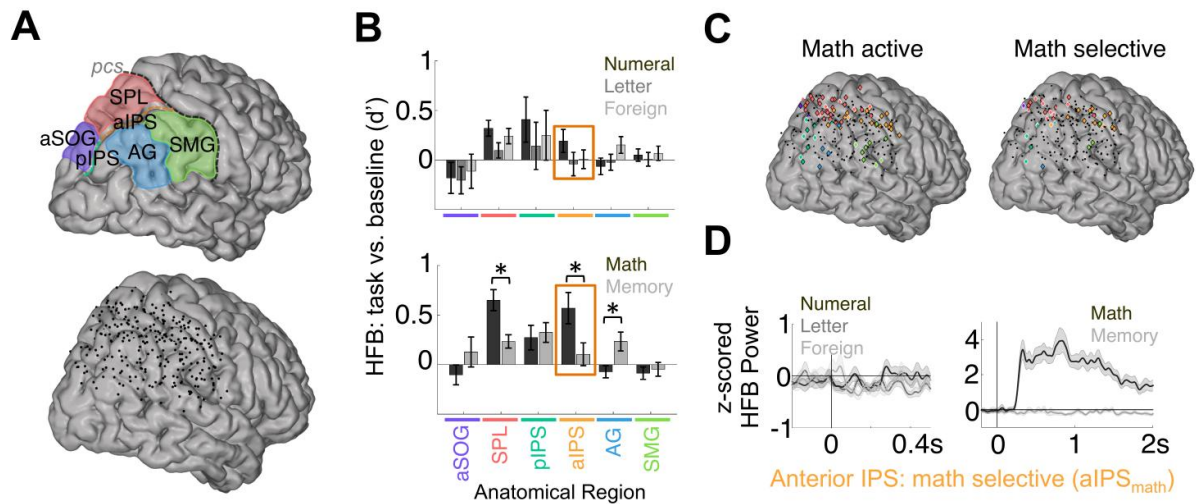 A
pcs
SPL
aIPS
aSOG
SMG
pIPS
AG
B
HFB: task vs. baseline (d')
1
Numeral
Letter
Foreign
0.5
0
1
*
*
Math
Memory
0.5
*
0
aSOG
SPL
pIPS
aIPS
AG
SMG
Anatomical Region
C
Math active
Math selective
D
z-scored
HFB Power
1
Numeral
Letter
Foreign
0
-1
0
0.4s
Math
Memory
4
2
0
0
1
2s
Anterior IPS: math selective (aIPSmath)